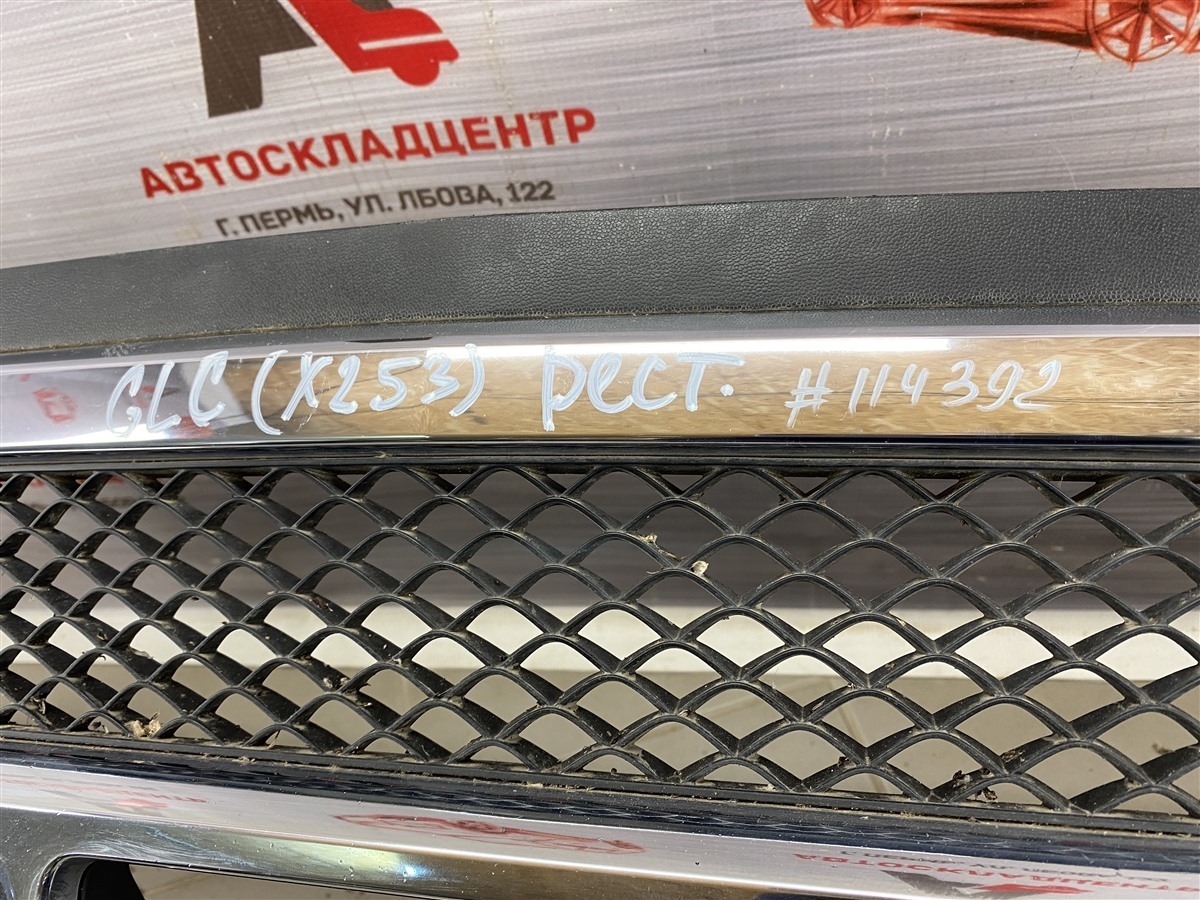 АВТОСКЛАДЦЕНТР
Г. ПЕРМЬ, УЛ. ЛБОВА, 122
GLC (X253) рест. #114392